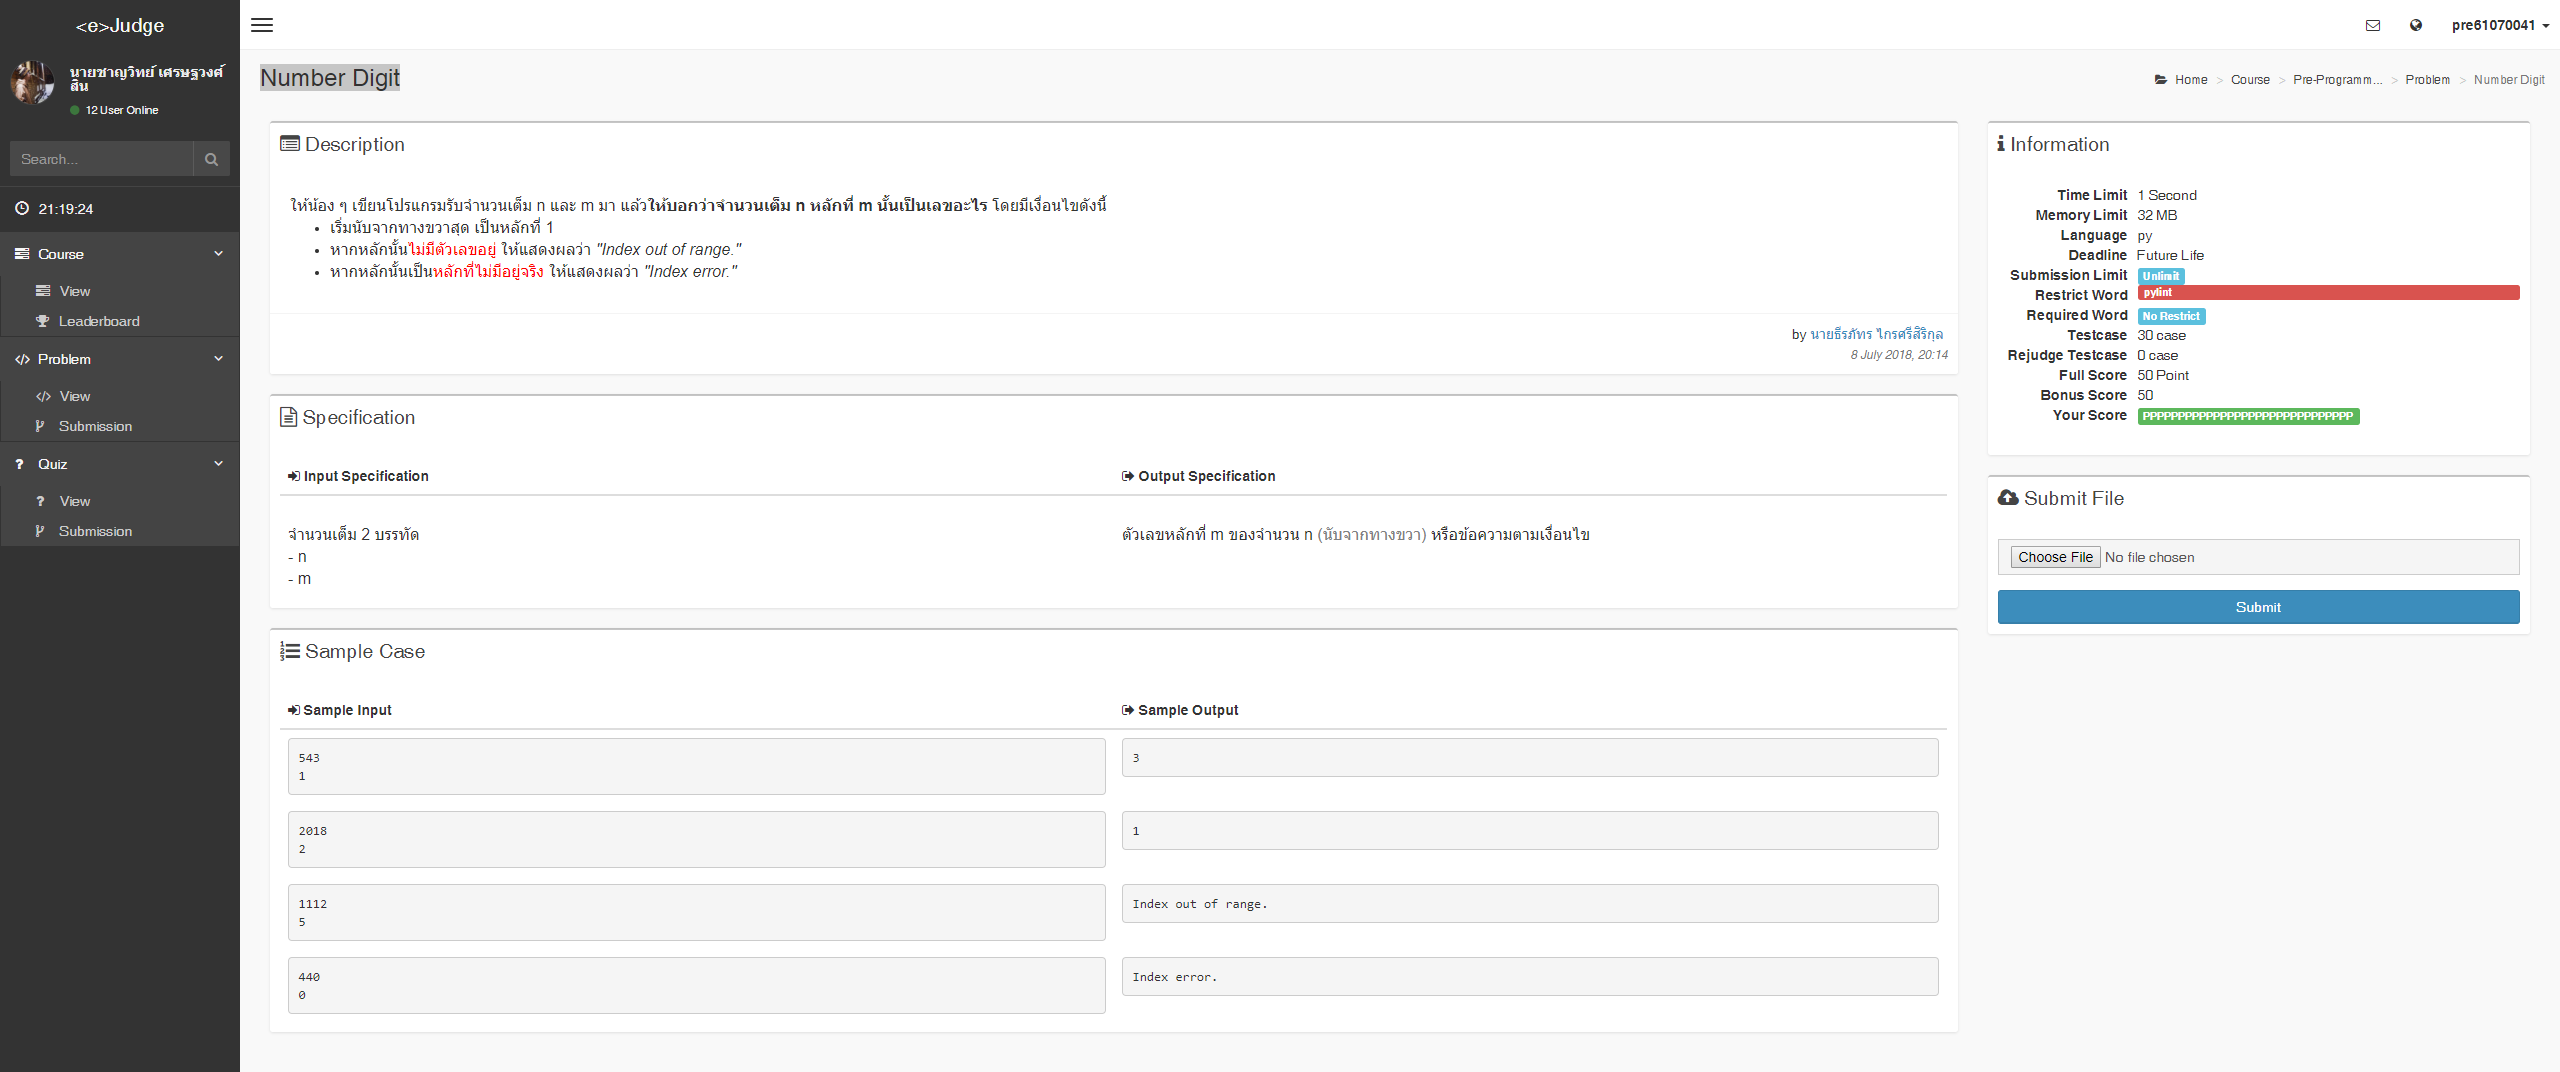 <e>Judge
นายชาญวิทย์ เศรษฐวงศ์
สิน
12 User Online
Search...
21:19:24
Course
View
Leaderboard
Problem
View
Submission
Quiz
View
Submission
pre61070041
Number Digit
Home > Course > Pre-Programm... > Problem > Number Digit
Description
ให้น้อง ๆ เขียนโปรแกรมรับจำนวนเต็ม n และ m มา แล้วให้บอกว่าจำนวนเต็ม n หลักที่ m นั้นเป็นเลขอะไร โดยมีเงื่อนไขดังนี้
• เริ่มนับจากทางขวาสุด เป็นหลักที่ 1
• หากหลักนั้นไม่มีตัวเลขอยู่ ให้แสดงผลว่า "Index out of range."
• หากหลักนั้นเป็นหลักที่ไม่มีอยู่จริง ให้แสดงผลว่า "Index error."
by นายธีรภัทร ไกรศรีสิริกุล
8 July 2018, 20:14
Specification
Input Specification
Output Specification
จำนวนเต็ม 2 บรรทัด
- n
- m
ตัวเลขหลักที่ m ของจำนวน n (นับจากทางขวา) หรือข้อความตามเงื่อนไข
Sample Case
Sample Input
Sample Output
543
1
3
2018
2
1
1112
5
Index out of range.
440
0
Index error.
Information
Time Limit 1 Second
Memory Limit 32 MB
Language py
Deadline Future Life
Submission Limit Unlimit
Restrict Word pylint
Required Word No Restrict
Testcase 30 case
Rejudge Testcase 0 case
Full Score 50 Point
Bonus Score 50
Your Score PPPPPPPPPPPPPPPPPPPPPPPPPPPPPP
Submit File
Choose File No file chosen
Submit